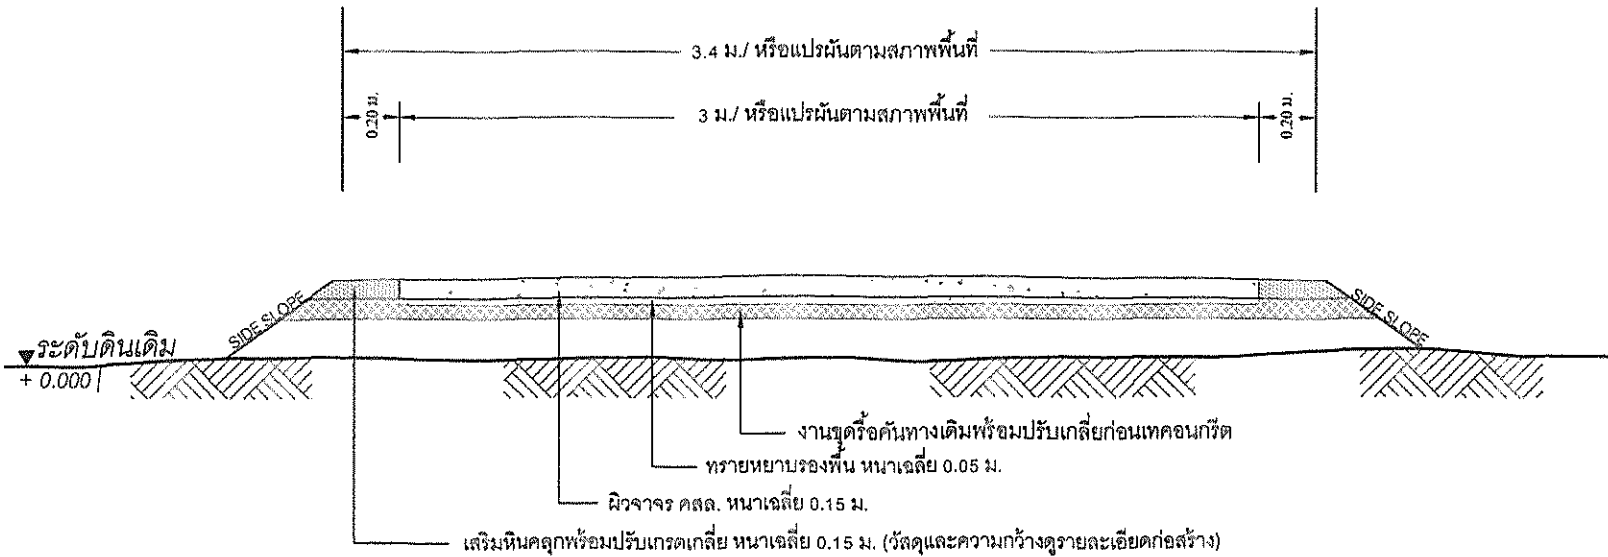 3.4 ม./ หรือแปรผันตามสภาพพื้นที่
0.20 ม.
3 ม./ หรือแปรผันตามสภาพพื้นที่
0.20 ม.
SIDE SLOPE
SIDE SLOPE
ระดับดินเดิม
+ 0.000
งานขุดรื้อคันทางเดิมพร้อมปรับเกลี่ยก่อนเทคอนกรีต
ทรายหยาบรองพื้น หนาเฉลี่ย 0.05 ม.
ผิวจาจร คสล. หนาเฉลี่ย 0.15 ม.
เสริมหินคลุกพร้อมปรับเกรดเกลี่ย หนาเฉลี่ย 0.15 ม. (วัสดุและความกว้างดูรายละเอียดก่อสร้าง)